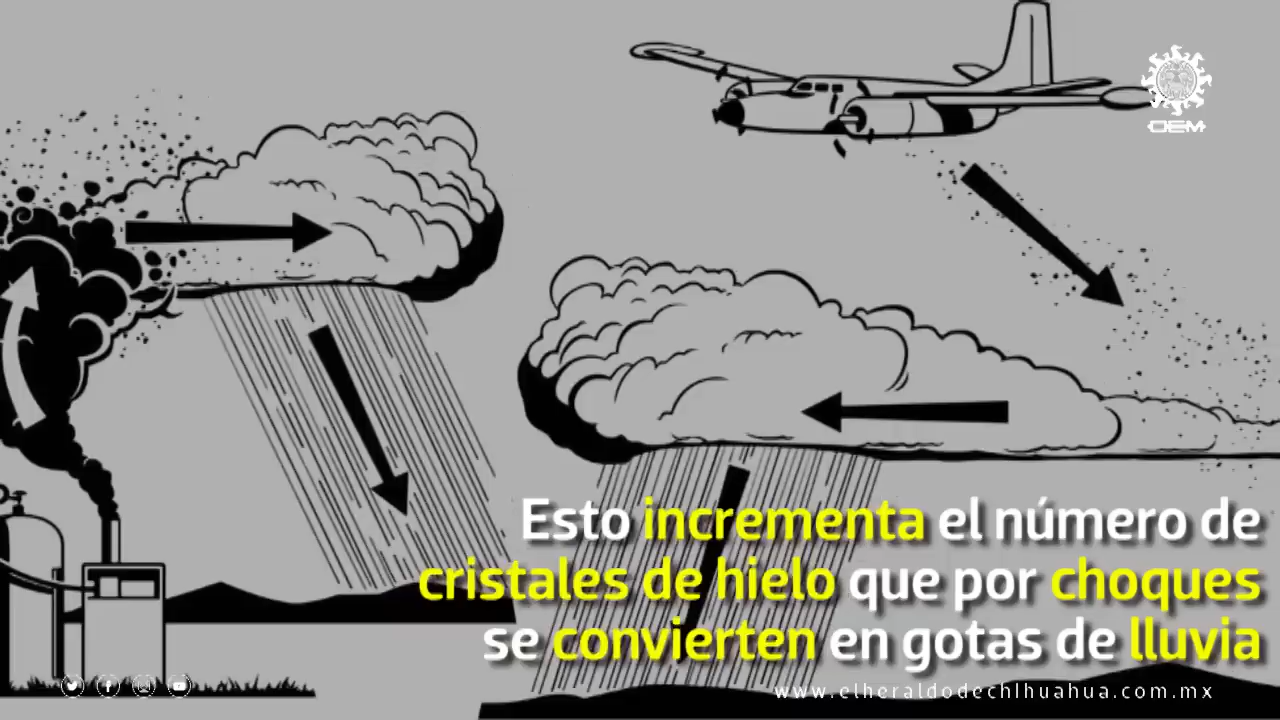 OEM
Esto incrementa el número de
cristales de hielo que por choques
se convierten en gotas de lluvia
www.elheraldodechihuahua.com.mx